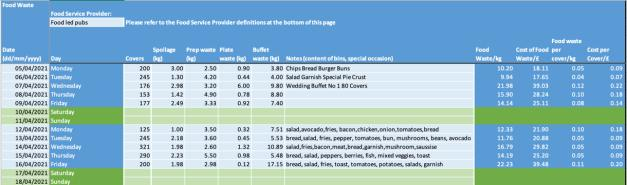 Food Waste
Food Service Provider:
Food led pubs Please refer to the Food Service Provider definitions at the bottom of this page
Food waste
Date Spoilage Prep waste Plate Buffet Food Cost of Food per Cost per
(dd/mm/yyyy) Day Covers (kg) (kg) waste (kg) waste (kg) Notes (content of bins, special occasion) Waste/kg Waste/£ cover/kg Cover/£
05/04/2021 Monday 200 3.00 2.50 0.90 3.80 Chips Bread Burger Buns 10.20 18.11 0.05 0.09
06/04/2021 Tuesday 245 1.30 4.20 0.44 4.00 Salad Garnish Special Pie Crust 9.94 17.65 0.04 0.07
07/04/2021 Wednesday 176 2.98 3.20 6.00 9.80 Wedding Buffet No 1 80 Covers 21.98 39.03 0.12 0.22
08/04/2021 Thursday 153 1.42 4.90 0.78 8.80 15.90 28.24 0.10 0.18
09/04/2021 Friday 177 2.49 3.33 0.92 7.40 14.14 25.11 0.08 0.14
10/04/2021 Saturday
11/04/2021 Sunday
12/04/2021 Monday 125 1.00 3.50 0.32 7.51 salad,avocado,fries,bacon,chicken,onion,tomatoes,bread 12.33 21.90 0.10 0.18
13/04/2021 Tuesday 245 2.18 3.60 0.45 5.53 bread,salad, fries, pepper, tomatoes, bun, mushrooms, beans, avocado 11.76 20.88 0.05 0.09
14/04/2021 Wednesday 321 1.98 2.60 1.32 10.89 salad,fries,bacon,meat,bread,garnish,mushroom,saussise 16.79 29.82 0.05 0.09
15/04/2021 Thursday 290 2.23 5.50 0.98 5.48 bread, salad, peppers, berries, fish, mixed veggies, toast 14.19 25.20 0.05 0.09
16/04/2021 Friday 200 1.98 2.98 0.12 17.15 bread, salad, fries, toast, tomatoes, potatoes, salads, garnish 22.23 39.48 0.11 0.20
17/04/2021 Saturday
18/04/2021 Sunday